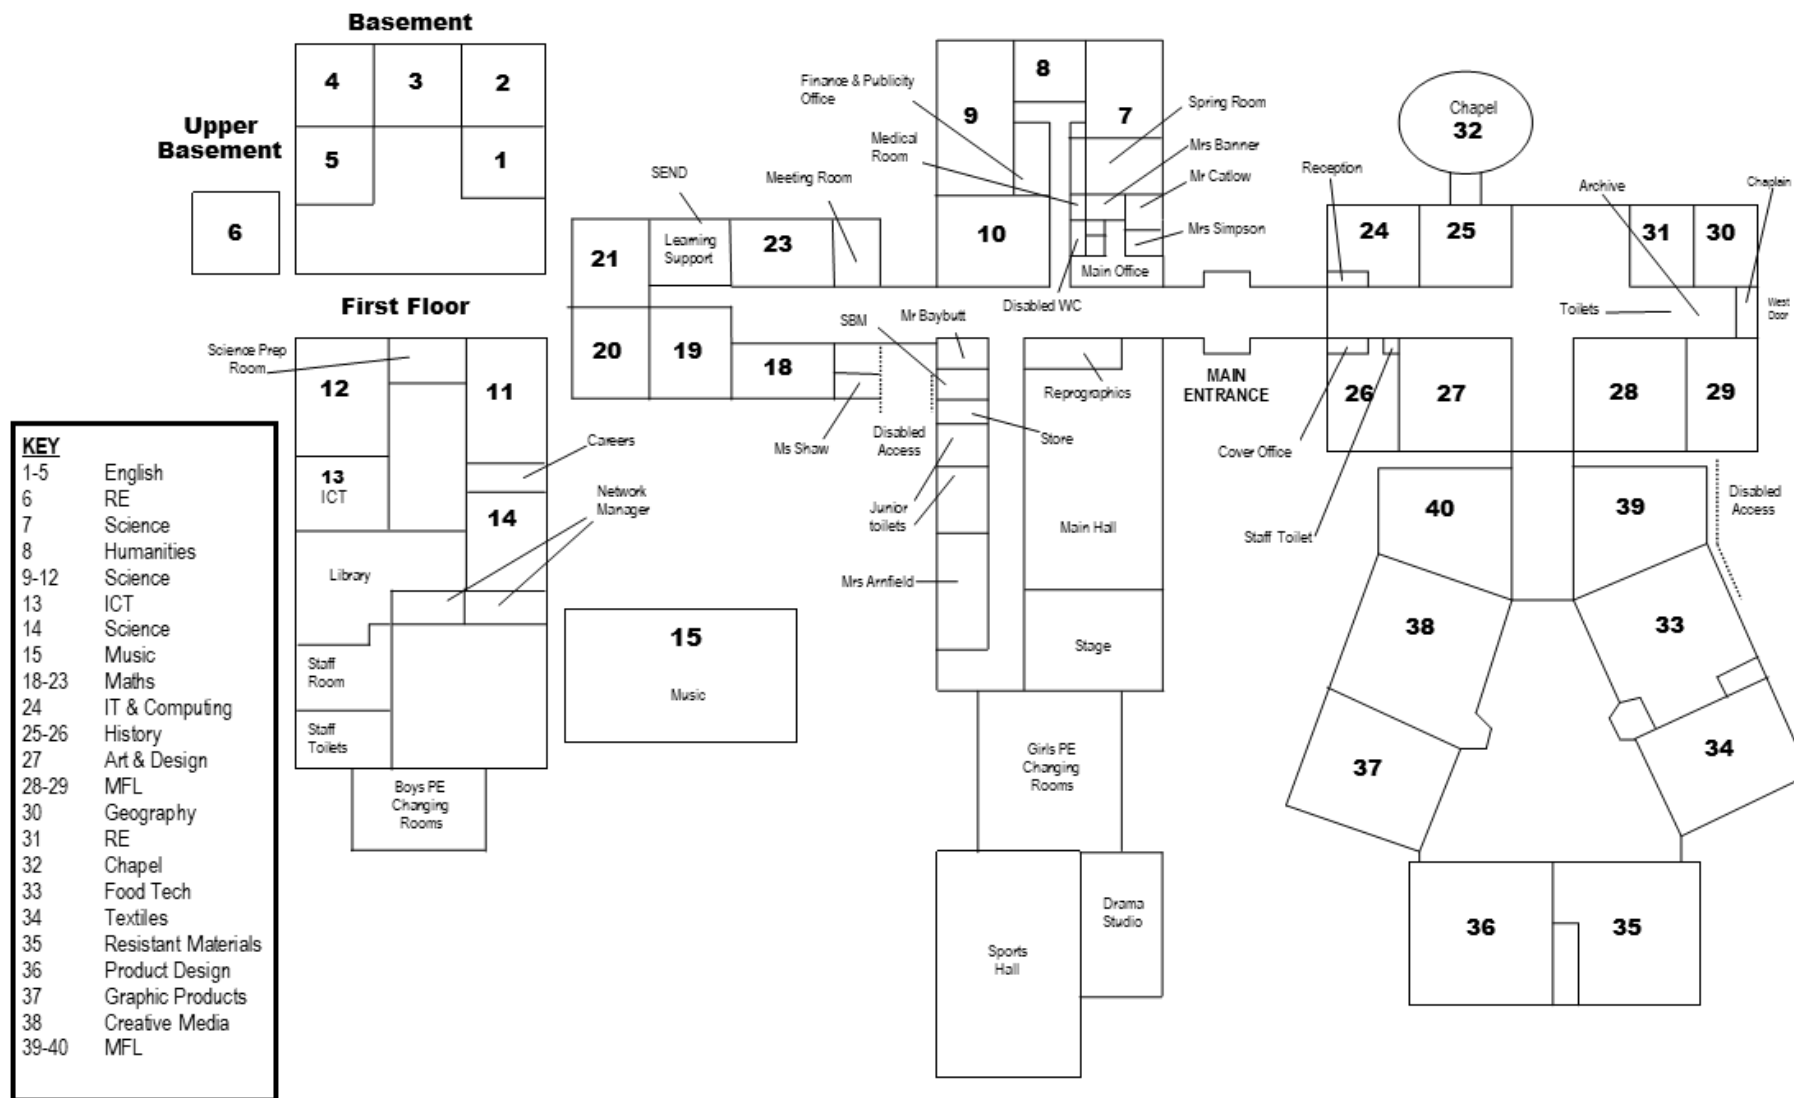 Basement
4 3 2
5 1
Upper
Basement
6
First Floor
Science Prep
Room
12 11
13
ICT
Careers
14
Network
Manager
Library
Staff
Room
Staff
Toilets
Boys PE
Changing
Rooms
15
Music
KEY
1-5 English
6 RE
7 Science
8 Humanities
9-12 Science
13 ICT
14 Science
15 Music
18-23 Maths
24 IT & Computing
25-26 History
27 Art & Design
28-29 MFL
30 Geography
31 RE
32 Chapel
33 Food Tech
34 Textiles
35 Resistant Materials
36 Product Design
37 Graphic Products
38 Creative Media
39-40 MFL
SEND
Meeting Room
21
Learning
Support
23
20 19 18
Ms Shaw
Disabled
Access
Finance & Publicity
Office
Medical
Room
9 8 7
10
Spring Room
Mrs Banner
Mr Catlow
Mrs Simpson
Main Office
Disabled WC
Mr Baybutt
SBM
Reprographics
Store
Junior
toilets
Main Hall
Mrs Arnfield
Stage
Girls PE
Changing
Rooms
Drama
Studio
Sports
Hall
MAIN
ENTRANCE
Chapel
32
Reception
Archive
Chaplain
24 25 31 30
Toilets
West
Door
26 27 28 29
Cover Office
Staff Toilet
Disabled
Access
40 39
38 33
37 34
36 35